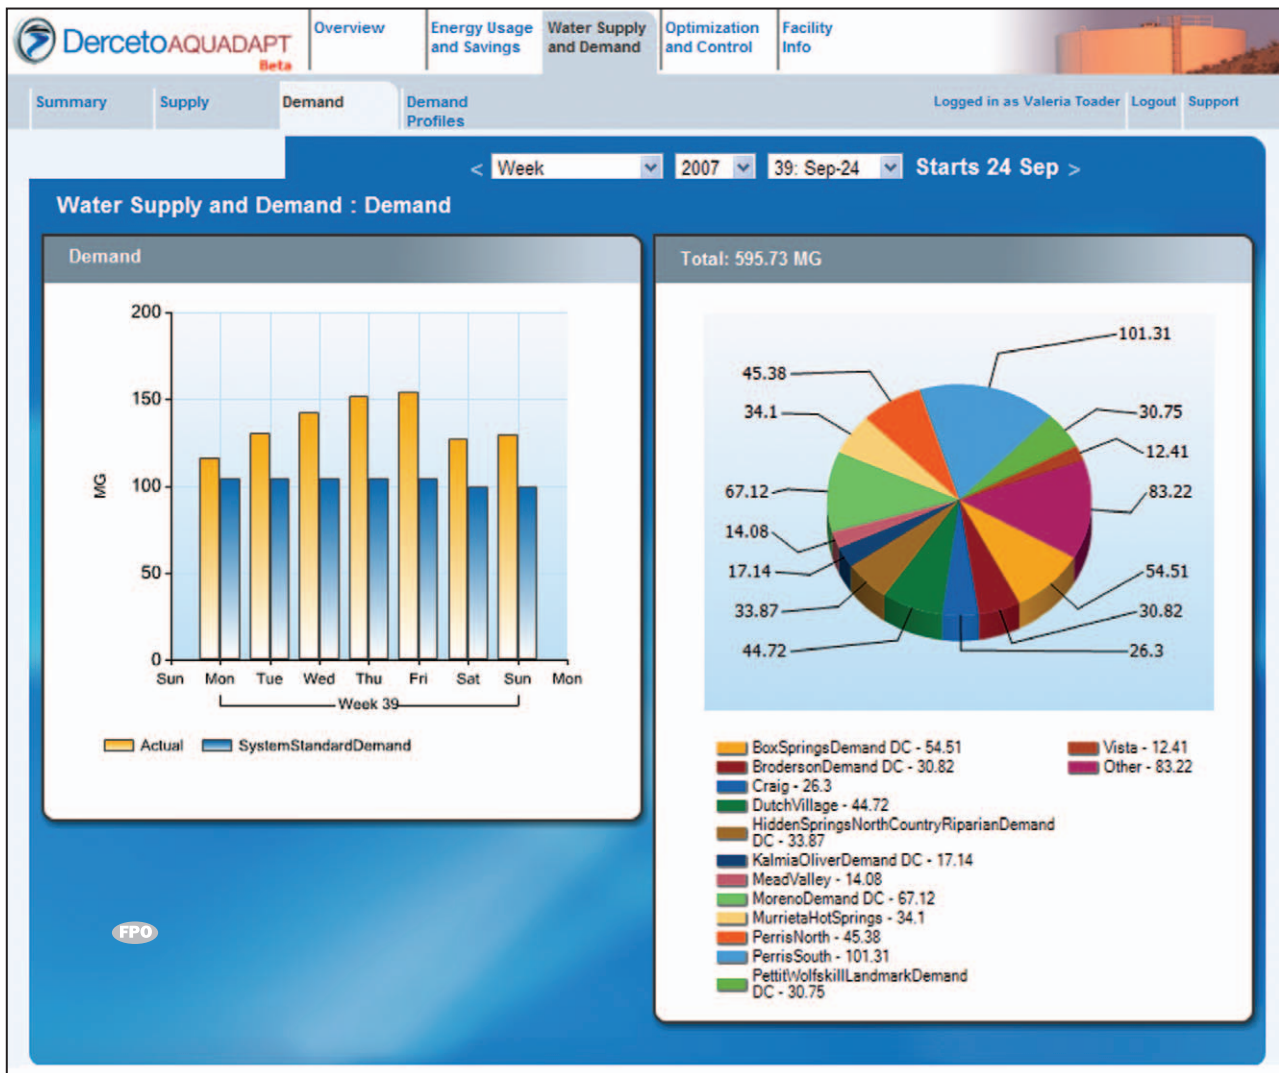 DercetoAQUADAPT
Beta
Overview
Energy Usage
and Savings
Water Supply
and Demand
Optimization
and Control
Facility
Info
Summary
Supply
Demand
Demand
Profiles
Logged in as Valeria Toader
Logout
Support
< Week 2007 39: Sep-24 Starts 24 Sep >
Water Supply and Demand : Demand
Demand
200
150
100
50
0
MG
Sun Mon Tue Wed Thu Fri Sat Sun Mon
Week 39
Actual SystemStandardDemand
Total: 595.73 MG
101.31
45.38
34.1
30.75
12.41
67.12
83.22
14.08
17.14
54.51
33.87
30.82
44.72
26.3
BoxSpringsDemand DC - 54.51
BrodersonDemand DC - 30.82
Craig - 26.3
DutchVillage - 44.72
HiddenSpringsNorthCountryRiparianDemand
DC - 33.87
KalmiaOliverDemand DC - 17.14
MeadValley - 14.08
MorenoDemand DC - 67.12
MurrietaHotSprings - 34.1
PerrisNorth - 45.38
PerrisSouth - 101.31
PettitWolfskillLandmarkDemand
DC - 30.75
Vista - 12.41
Other - 83.22
FPO